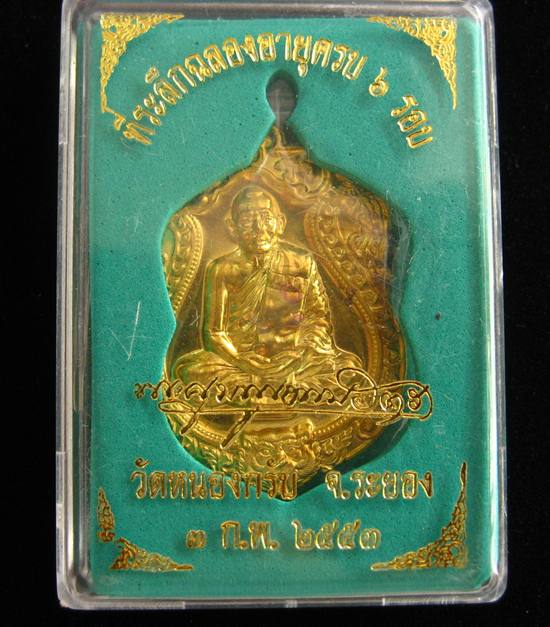 ที่ระลึกฉลองอายุครบ ๖ รอบ
วัดหนองกรับ จ.ระยอง
๓ ก.พ. ๒๕๕๓